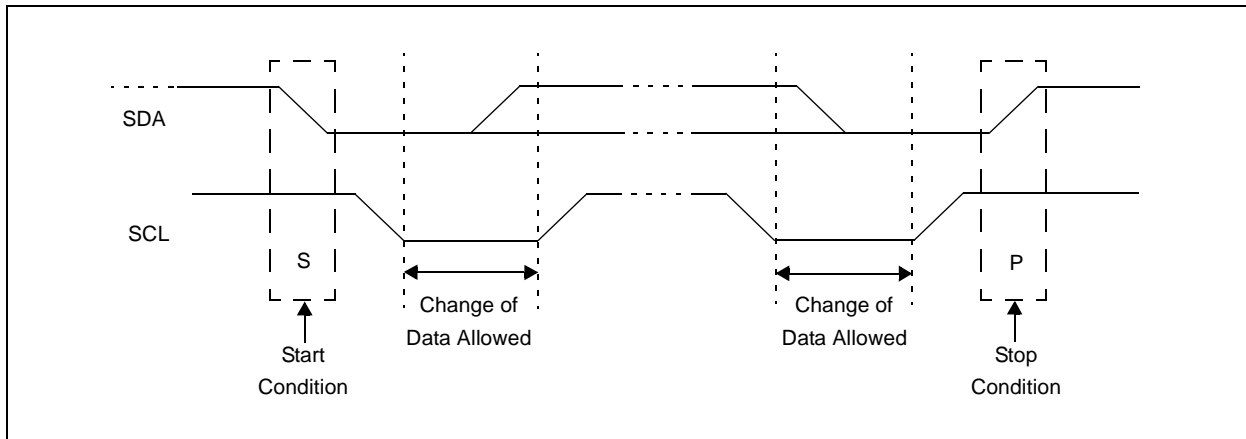 SDA
SCL
S
P
Change of
Data Allowed
Change of
Data Allowed
Start
Condition
Stop
Condition